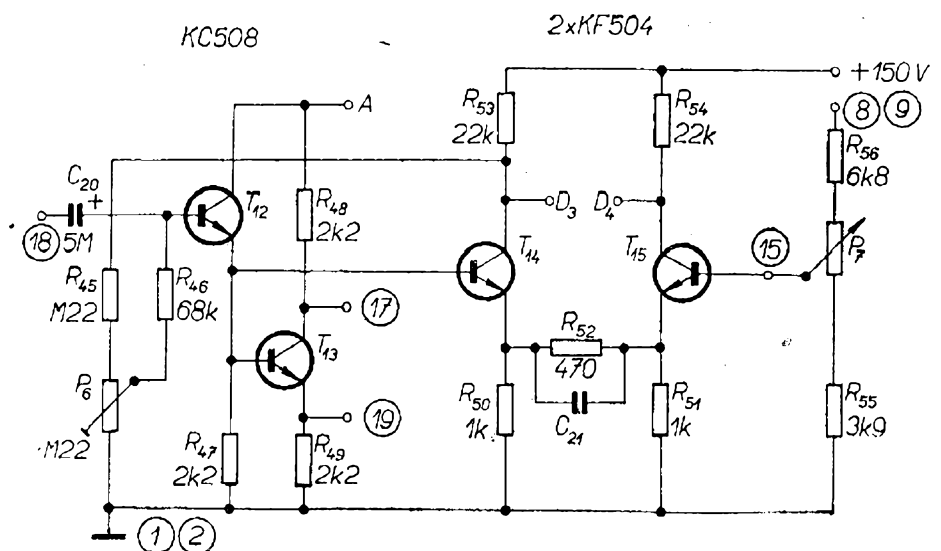 KC508
2xKF504
+150V
A
R53
22k
R54
22k
8 9
R56
6k8
C20
+
T12
18
5M
R48
2k2
D3
D4
T14
T15
15
P7
R45
M22
R46
68k
17
T13
R52
470
P6
M22
19
R50
1k
C21
R51
1k
R55
3k9
R47
2k2
R49
2k2
1 2